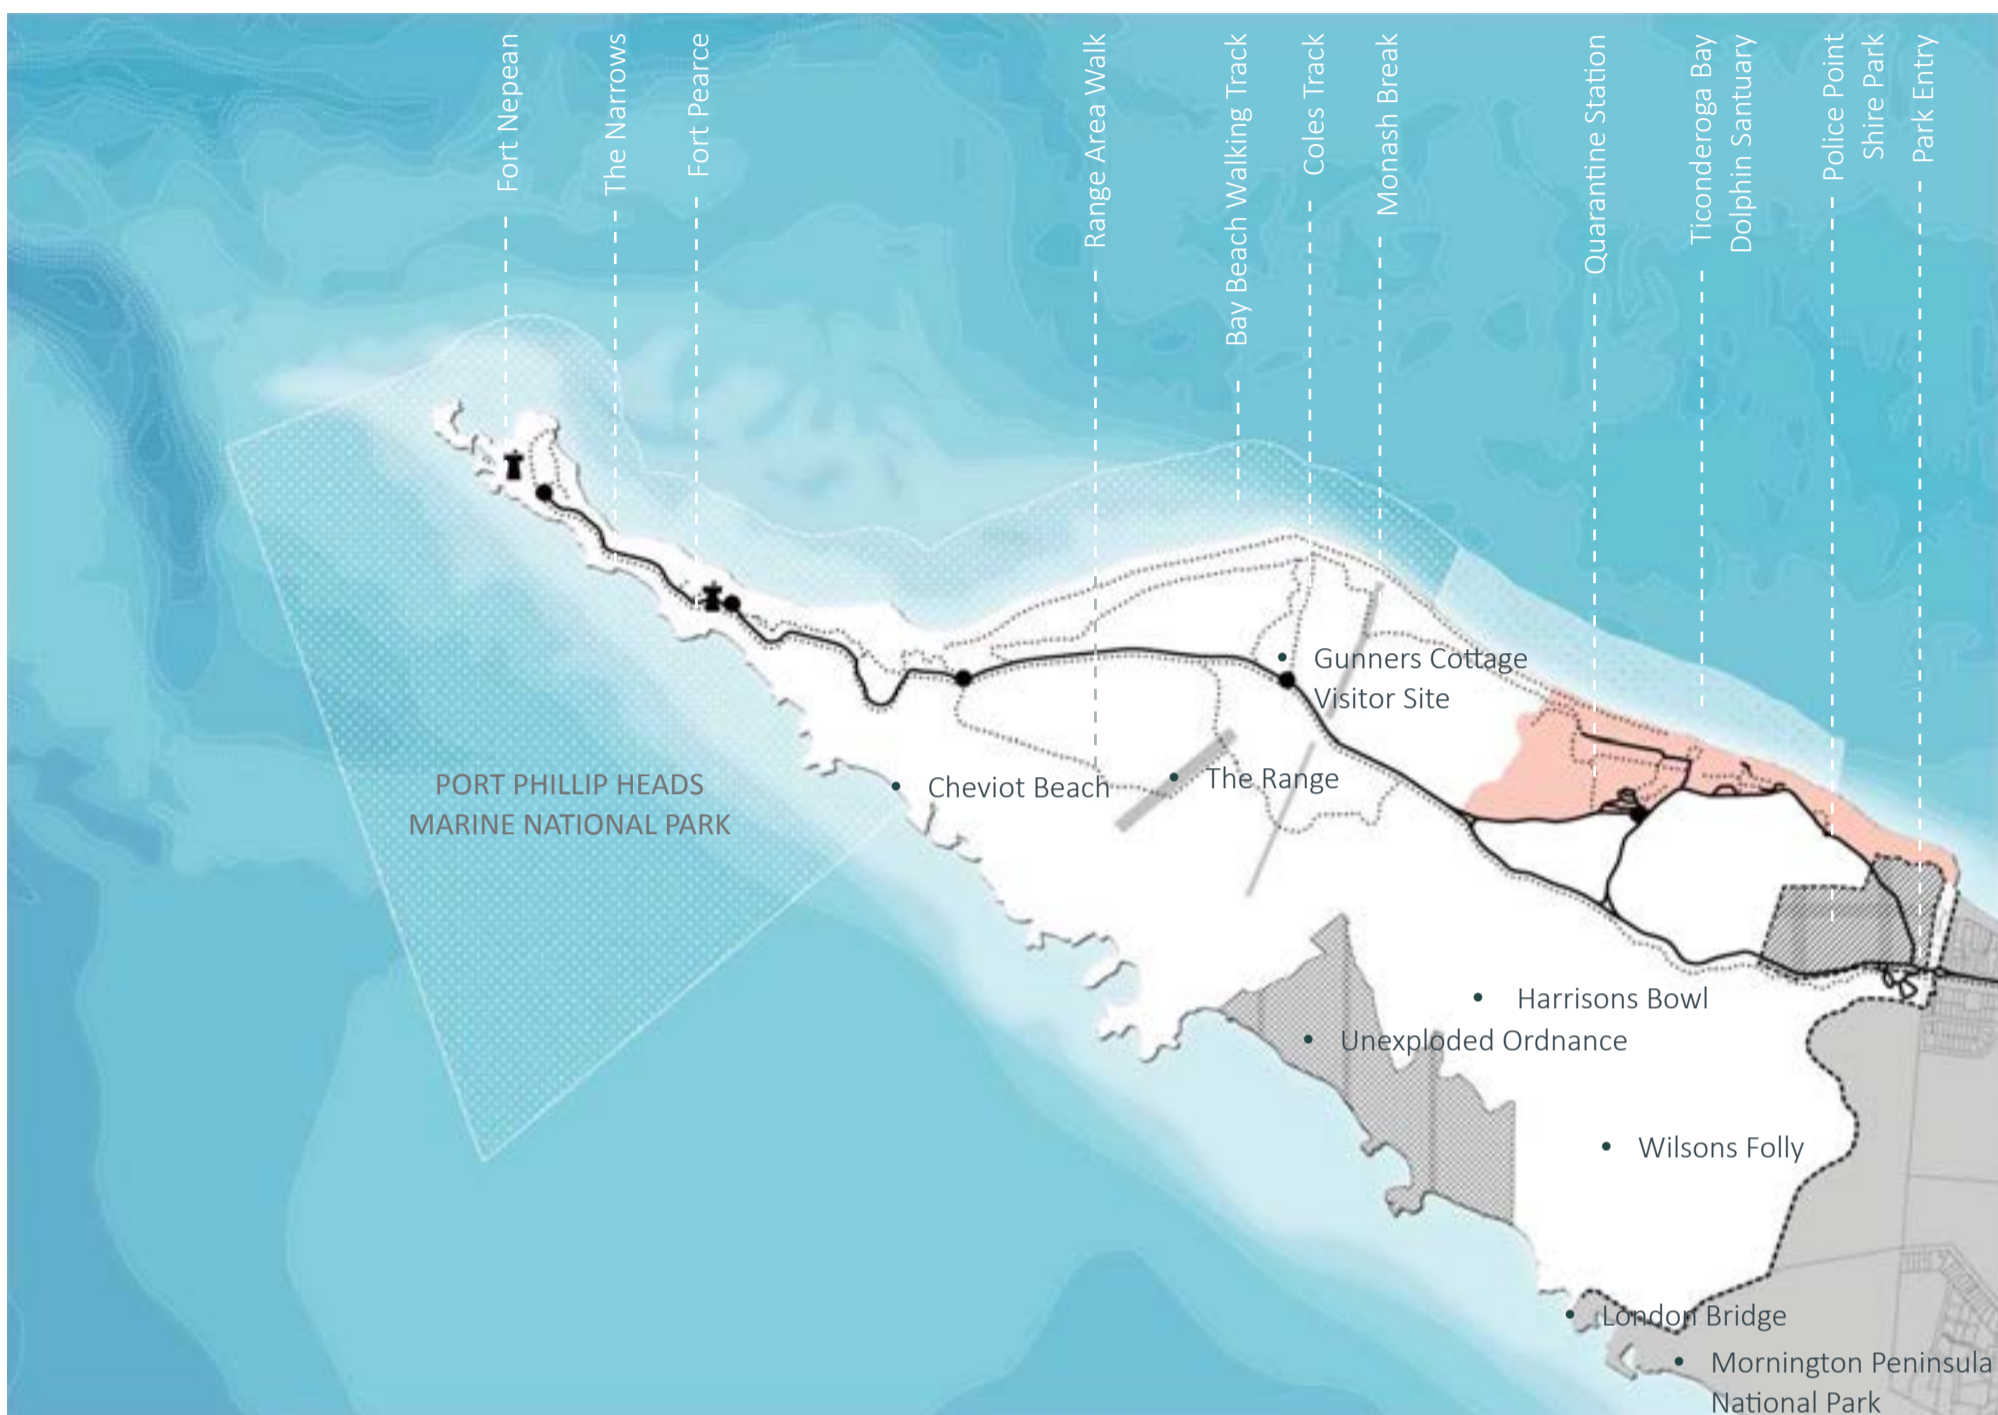 Fort Nepean
The Narrows
Fort Pearce
Range Area Walk
Bay Beach Walking Track
Coles Track
Monash Break
Quarantine Station
Ticonderoga Bay
Dolphin Santuary
Police Point
Shire Park
Park Entry
Gunners Cottage
Visitor Site
The Range
Cheviot Beach
PORT PHILLIP HEADS
MARINE NATIONAL PARK
Harrisons Bowl
Unexploded Ordnance
Wilsons Folly
London Bridge
Mornington Peninsula
National Park